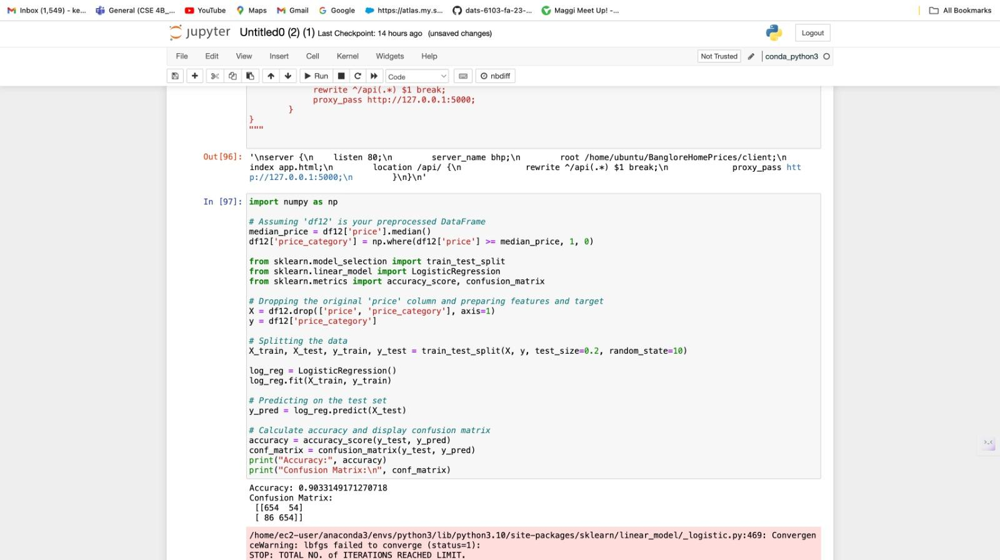 Inbox (1,549) - ke...
General (CSE 4B_...
YouTube
Maps
Gmail
Google
https://atlas.my.s...
dats-6103-fa-23-...
Maggi Meet Up! -...
All Bookmarks
jupyter Untitled0 (2) (1) Last Checkpoint: 14 hours ago (unsaved changes)
Logout
File Edit View Insert Cell Kernel Widgets Help
Not Trusted
conda_python3
Run
Code
nbdiff
rewrite ^/api(.*) $1 break;
proxy_pass http://127.0.0.1:5000;
}
}
"""
Out[96]: '\nserver {\n    listen 80;\n        server_name bhp;\n        root /home/ubuntu/BangloreHomePrices/client;\n
index app.html;\n        location /api/ {\n             rewrite ^/api(.*) $1 break;\n             proxy_pass htt
p://127.0.0.1:5000;\n        }\n}\n'
In [97]: import numpy as np
# Assuming 'df12' is your preprocessed DataFrame
median_price = df12['price'].median()
df12['price_category'] = np.where(df12['price'] >= median_price, 1, 0)
from sklearn.model_selection import train_test_split
from sklearn.linear_model import LogisticRegression
from sklearn.metrics import accuracy_score, confusion_matrix
# Dropping the original 'price' column and preparing features and target
X = df12.drop(['price', 'price_category'], axis=1)
y = df12['price_category']
# Splitting the data
X_train, X_test, y_train, y_test = train_test_split(X, y, test_size=0.2, random_state=10)
log_reg = LogisticRegression()
log_reg.fit(X_train, y_train)
# Predicting on the test set
y_pred = log_reg.predict(X_test)
# Calculate accuracy and display confusion matrix
accuracy = accuracy_score(y_test, y_pred)
conf_matrix = confusion_matrix(y_test, y_pred)
print("Accuracy:", accuracy)
print("Confusion Matrix:\n", conf_matrix)
Accuracy: 0.9033149171270718
Confusion Matrix:
[[654  54]
[ 86 654]]
/home/ec2-user/anaconda3/envs/python3/lib/python3.10/site-packages/sklearn/linear_model/_logistic.py:469: Convergen
ceWarning: lbfgs failed to converge (status=1):
STOP: TOTAL NO. of ITERATIONS REACHED LIMIT.